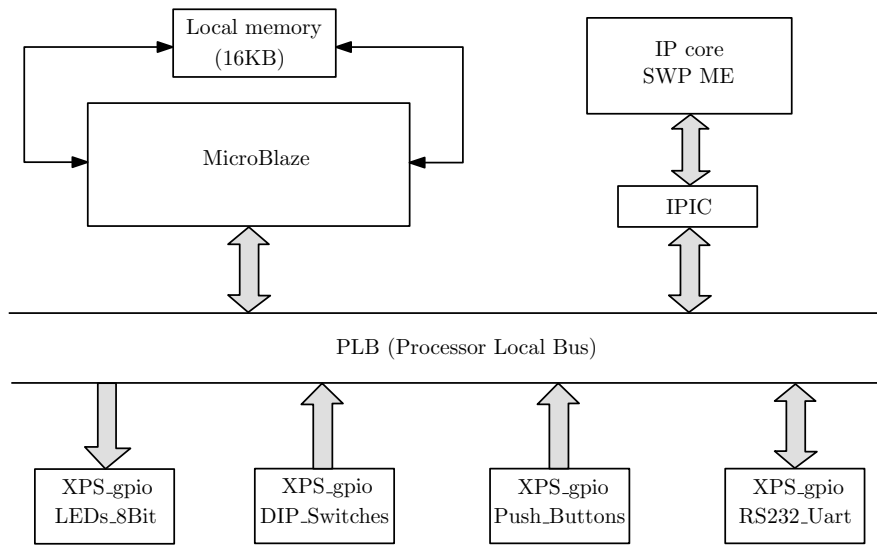 Local memory
(16KB)
IP core
SWP ME
MicroBlaze
IPIC
PLB (Processor Local Bus)
XPS_gpio
LEDs_8Bit
XPS_gpio
DIP_Switches
XPS_gpio
Push_Buttons
XPS_gpio
RS232_Uart